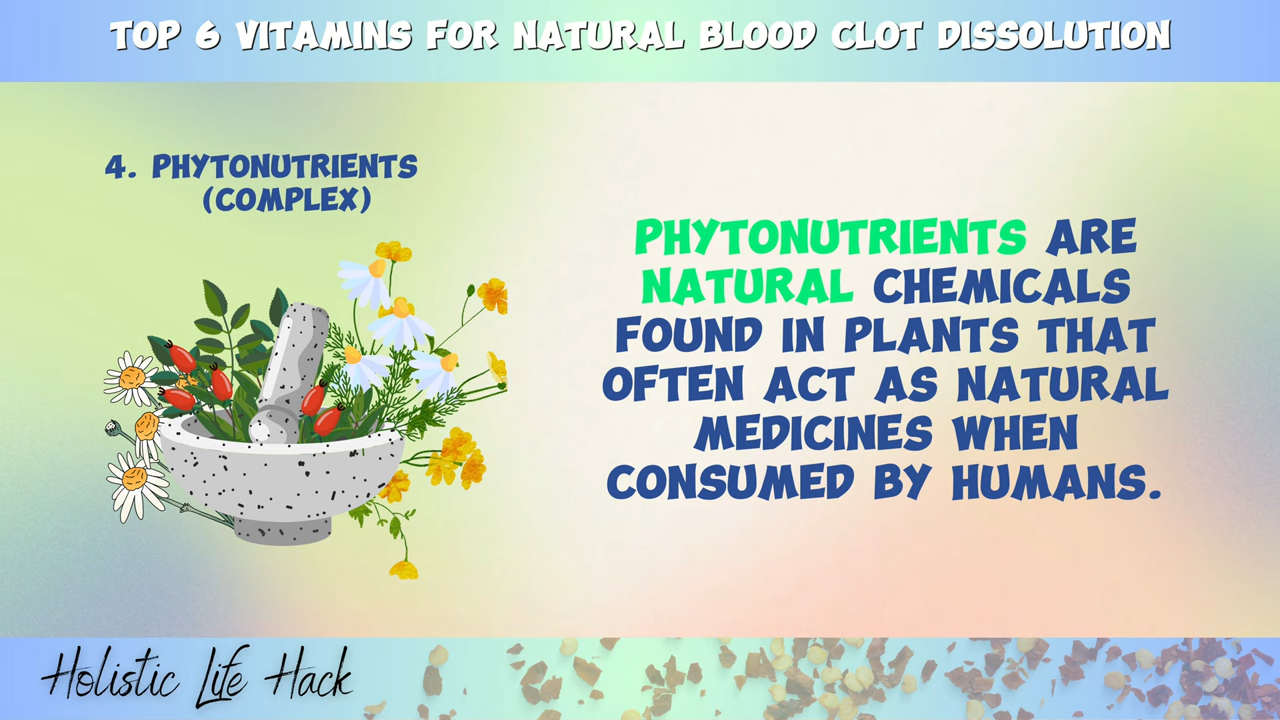 TOP 6 VITAMINS FOR NATURAL BLOOD CLOT DISSOLUTION
4. PHYTONUTRIENTS
(COMPLEX)
PHYTONUTRIENTS ARE
NATURAL CHEMICALS
FOUND IN PLANTS THAT
OFTEN ACT AS NATURAL
MEDICINES WHEN
CONSUMED BY HUMANS.
Holistic Life Hack